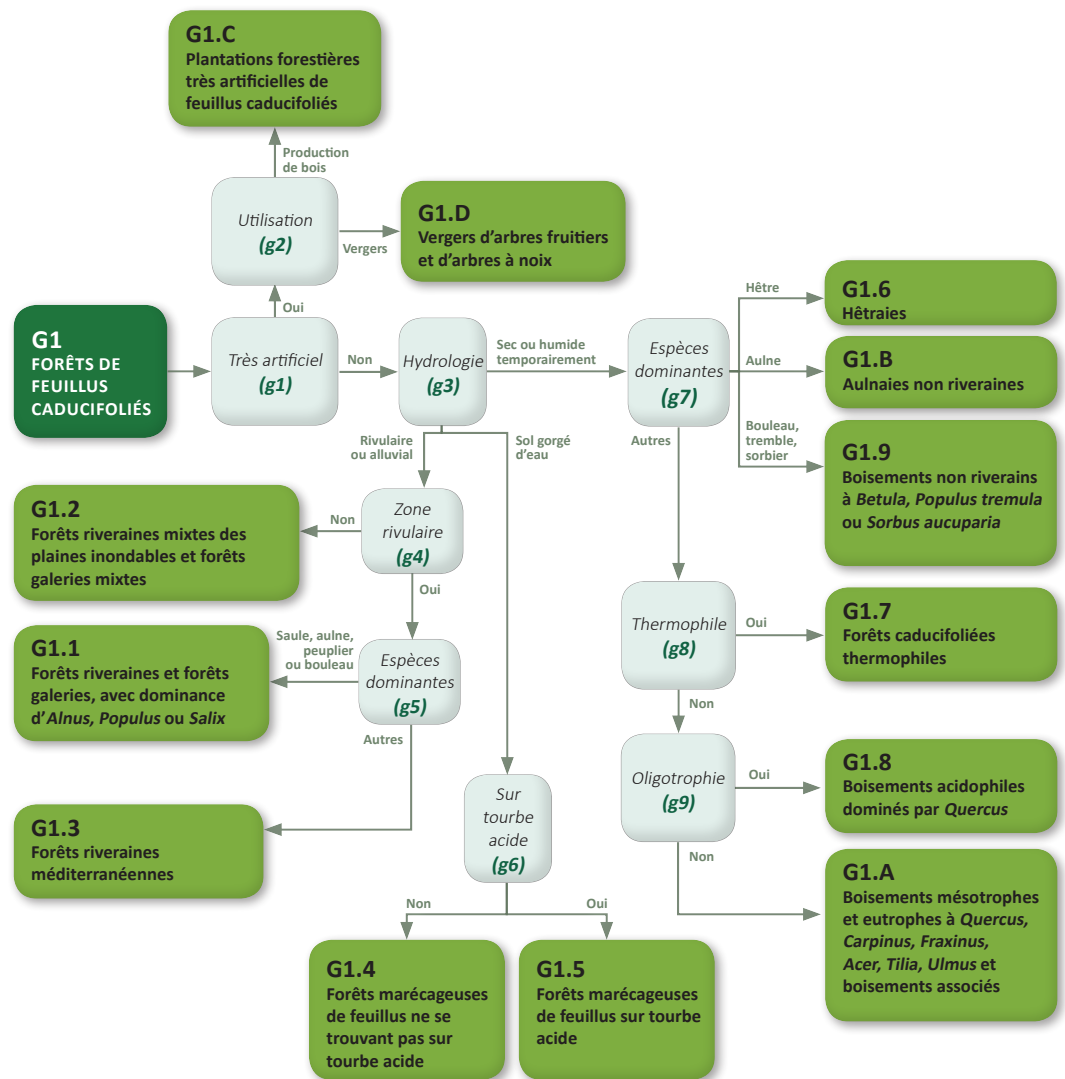 G1.C
Plantations forestières
très artificielles de
feuillus caducifoliés
Production
de bois
Utilisation
(g2)
Vergers
G1.D
Vergers d'arbres fruitiers
et d'arbres à noix
Oui
G1
FORÊTS DE
FEUILLUS
CADUCIFOLIÉS
Très artificiel
(g1)
Non
Hydrologie
(g3)
Sec ou humide
temporairement
Espèces
dominantes
(g7)
Hêtre
G1.6
Hêtraies
Aulne
G1.B
Aulnaies non riveraines
Bouleau,
tremble,
sorbier
G1.9
Boisements non riverains
à Betula, Populus tremula
ou Sorbus aucuparia
Autres
Rivulaire
ou alluvial
Sol gorgé
d'eau
Zone
rivulaire
(g4)
Non
G1.2
Forêts riveraines mixtes des
plaines inondables et forêts
galeries mixtes
Oui
Saule, aulne,
peuplier
ou bouleau
Espèces
dominantes
(g5)
G1.1
Forêts riveraines et forêts
galeries, avec dominance
d'Alnus, Populus ou Salix
Autres
G1.3
Forêts riveraines
méditerranéennes
Thermophile
(g8)
Oui
G1.7
Forêts caducifoliées
thermophiles
Non
Oligotrophie
(g9)
Oui
G1.8
Boisements acidophiles
dominés par Quercus
Non
G1.A
Boisements mésotrophes
et eutrophes à Quercus,
Carpinus, Fraxinus,
Acer, Tilia, Ulmus et
boisements associés
Sur
tourbe
acide
(g6)
Non
Oui
G1.4
Forêts marécageuses
de feuillus ne se
trouvant pas sur
tourbe acide
G1.5
Forêts marécageuses
de feuillus sur tourbe
acide